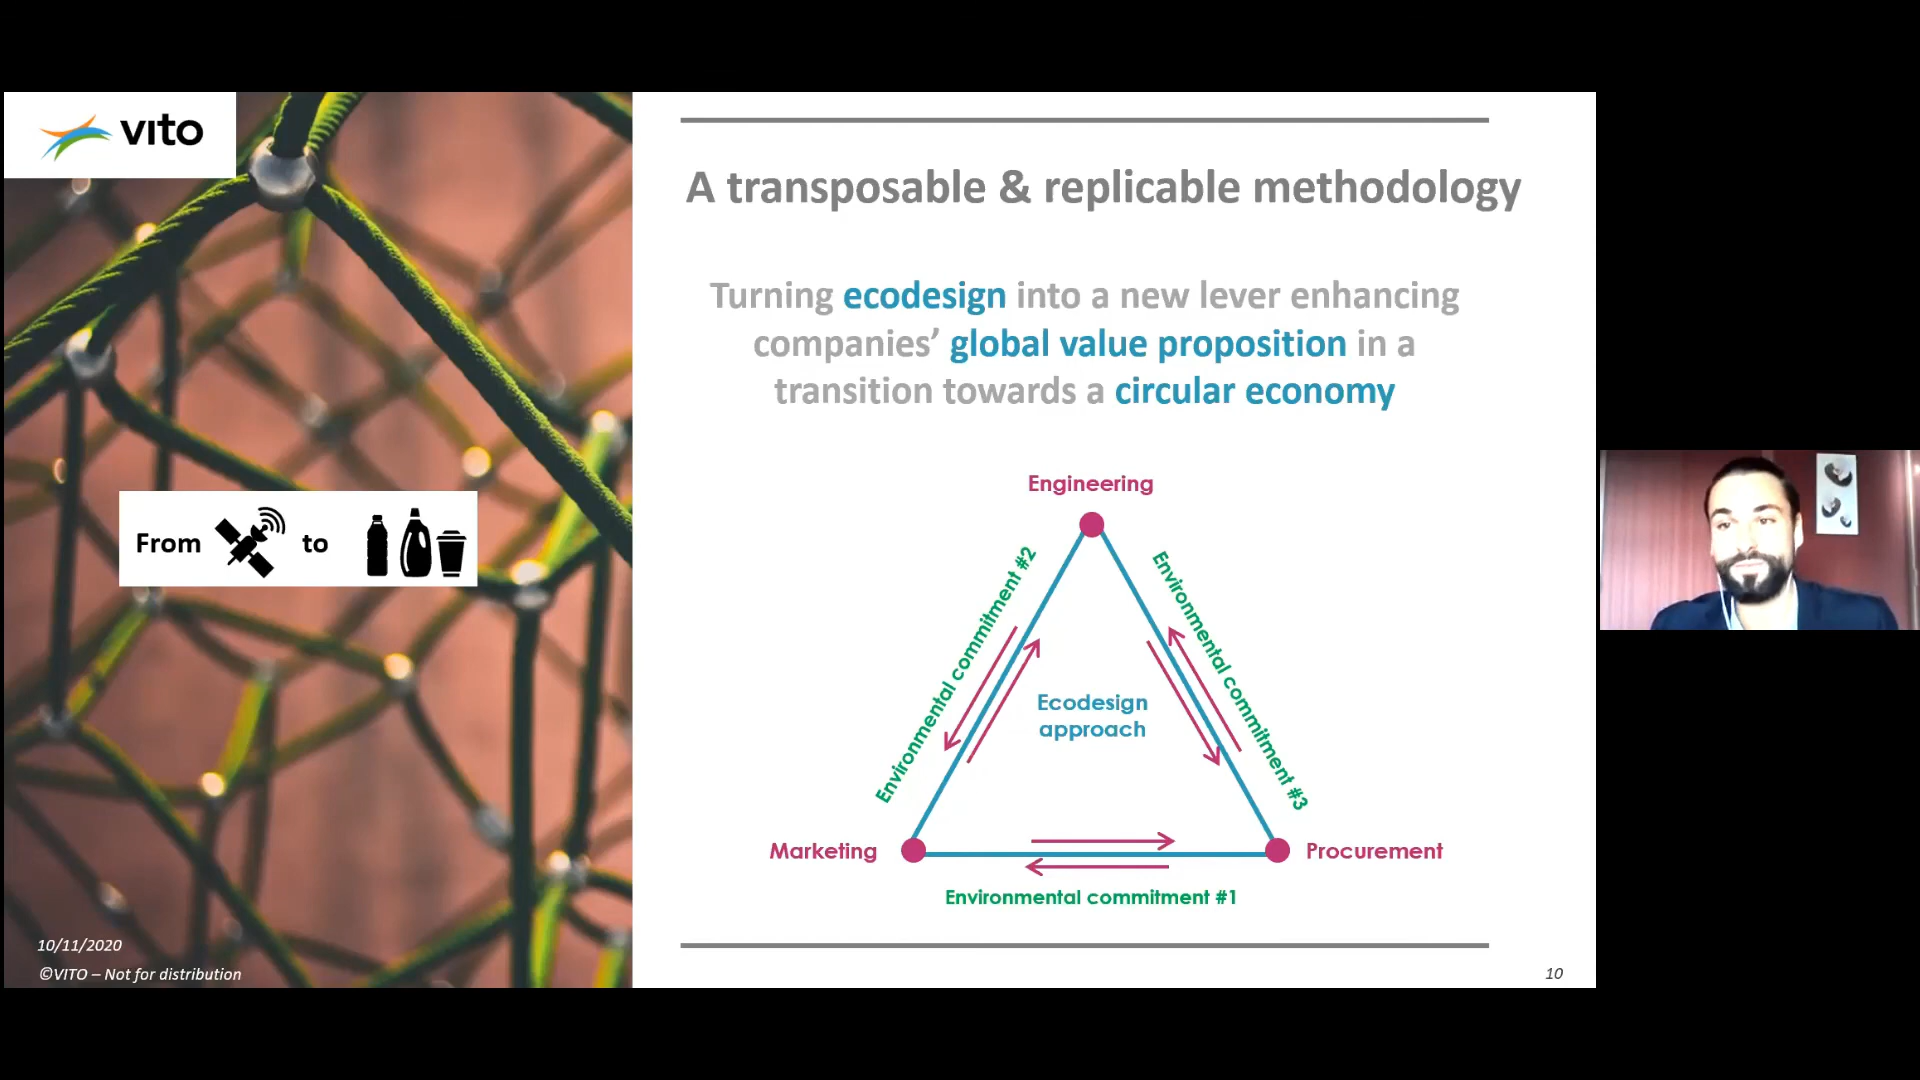 vito
A transposable & replicable methodology
Turning ecodesign into a new lever enhancing
companies’ global value proposition in a
transition towards a circular economy
From to
Engineering
Environmental commitment #2
Environmental commitment #3
Ecodesign
approach
Marketing
Procurement
Environmental commitment #1
10/11/2020
©VITO – Not for distribution
10